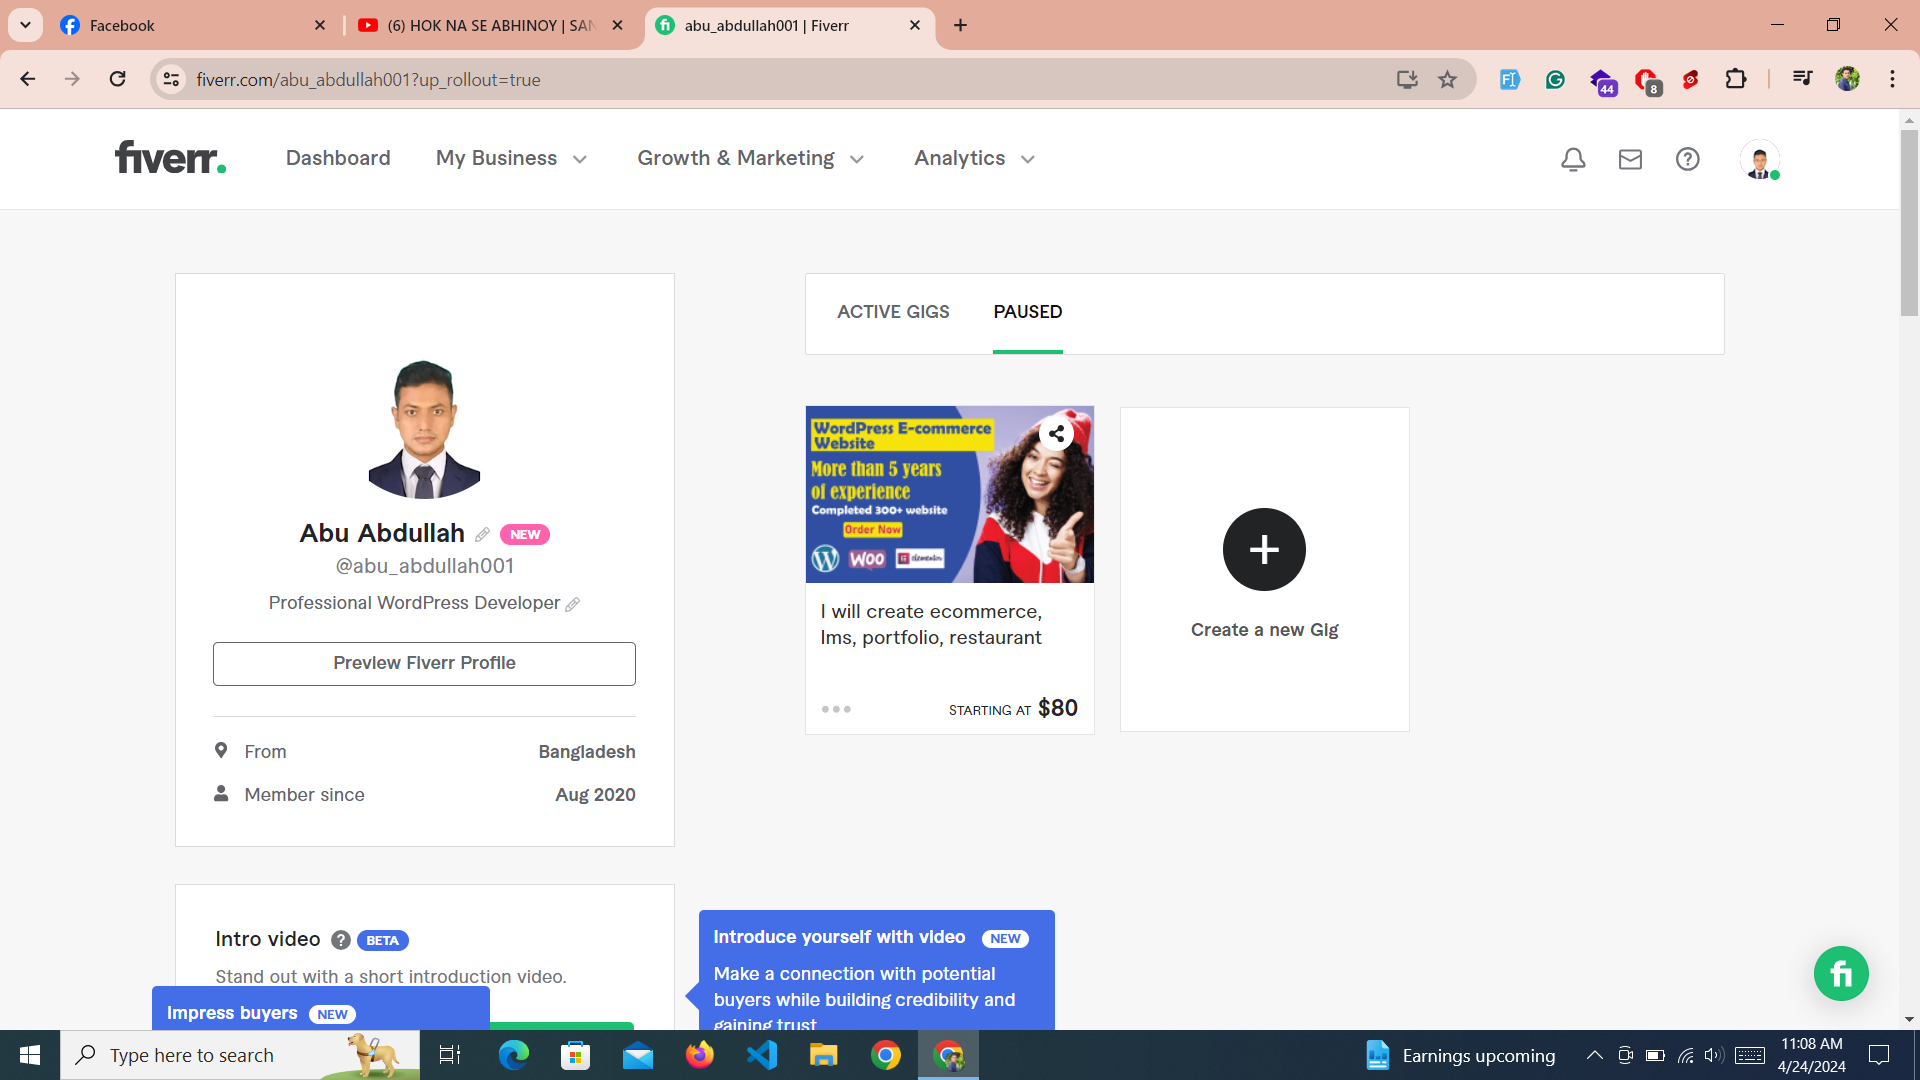 Facebook
(6) HOK NA SE ABHINOY | SAN
abu_abdullah001 | Fiverr
fiverr.com/abu_abdullah001?up_rollout=true
44
8
fiverr.
Dashboard
My Business
Growth & Marketing
Analytics
ACTIVE GIGS
PAUSED
Abu Abdullah NEW
@abu_abdullah001
Professional WordPress Developer
Preview Fiverr Profile
From Bangladesh
Member since Aug 2020
WordPress E-commerce
Website
More than 5 years
of experience
Completed 300+ website
Order Now
WOO
elementor
I will create ecommerce,
lms, portfolio, restaurant
STARTING AT $80
Create a new Gig
Intro video ? BETA
Stand out with a short introduction video.
Impress buyers NEW
Introduce yourself with video NEW
Make a connection with potential
buyers while building credibility and
gaining trust
fi
Type here to search
Earnings upcoming
11:08 AM
4/24/2024